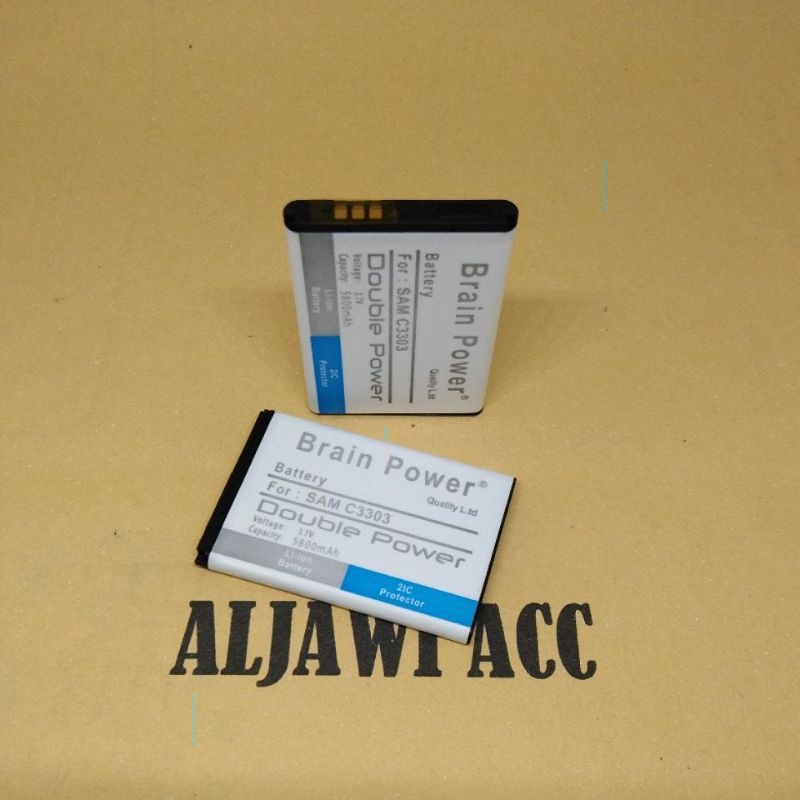 Brain Power®
Quality Ltd
Battery
For : SAM C3303
Double Power
Voltage: 3.7V
Capacity: 5800mAh
Li-ion
Battery
2IC
Protector
Brain Power®
Quality L.td
Battery
For : SAM C3303
Double Power
Voltage: 3.7V
Capacity: 5800mAh
Li-ion
Battery
2IC
Protector
ALJAWI ACC